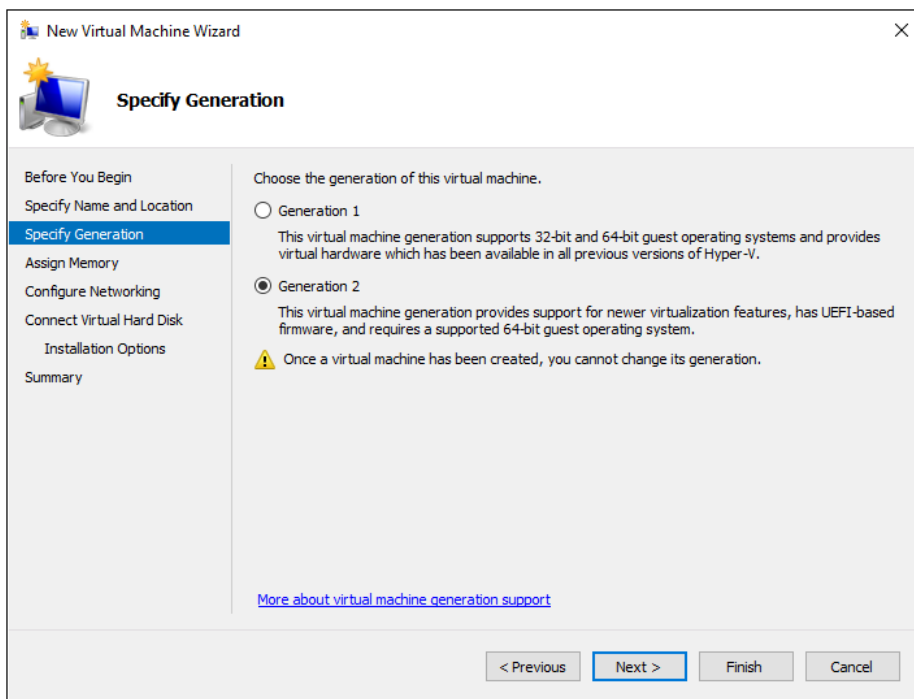 New Virtual Machine Wizard
Specify Generation
Before You Begin
Specify Name and Location
Specify Generation
Assign Memory
Configure Networking
Connect Virtual Hard Disk
Installation Options
Summary
Choose the generation of this virtual machine.
Generation 1
This virtual machine generation supports 32-bit and 64-bit guest operating systems and provides
virtual hardware which has been available in all previous versions of Hyper-V.
Generation 2
This virtual machine generation provides support for newer virtualization features, has UEFI-based
firmware, and requires a supported 64-bit guest operating system.
Once a virtual machine has been created, you cannot change its generation.
More about virtual machine generation support
< Previous
Next >
Finish
Cancel